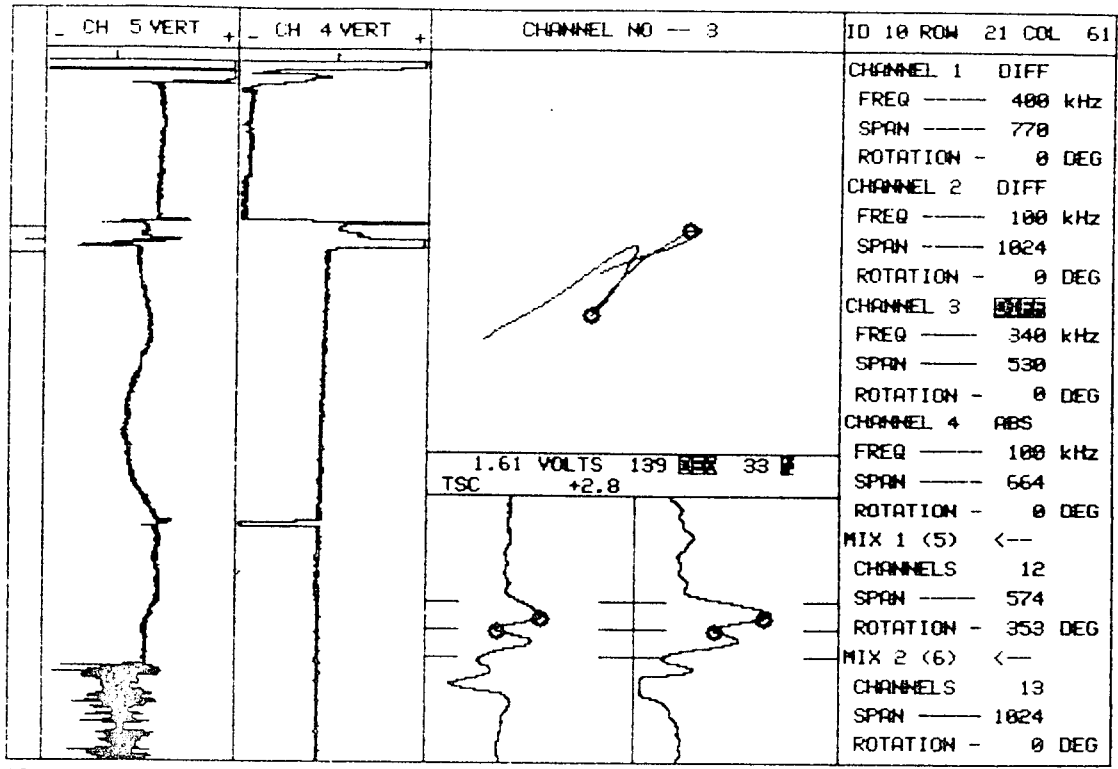 _ CH 5 VERT +
_ CH 4 VERT +
CHANNEL NO -- 3
ID 10 ROW 21 COL 61
CHANNEL 1 DIFF
FREQ ----- 400 kHz
SPAN ----- 770
ROTATION - 0 DEG
CHANNEL 2 DIFF
FREQ ----- 100 kHz
SPAN ----- 1024
ROTATION - 0 DEG
CHANNEL 3 DIFF
FREQ ----- 340 kHz
SPAN ----- 530
ROTATION - 0 DEG
CHANNEL 4 ABS
FREQ ----- 100 kHz
SPAN ----- 664
ROTATION - 0 DEG
MIX 1 (5) <--
CHANNELS 12
SPAN ----- 574
ROTATION - 353 DEG
MIX 2 (6) <--
CHANNELS 13
SPAN ----- 1024
ROTATION - 0 DEG
1.61 VOLTS 139 33
TSC +2.8